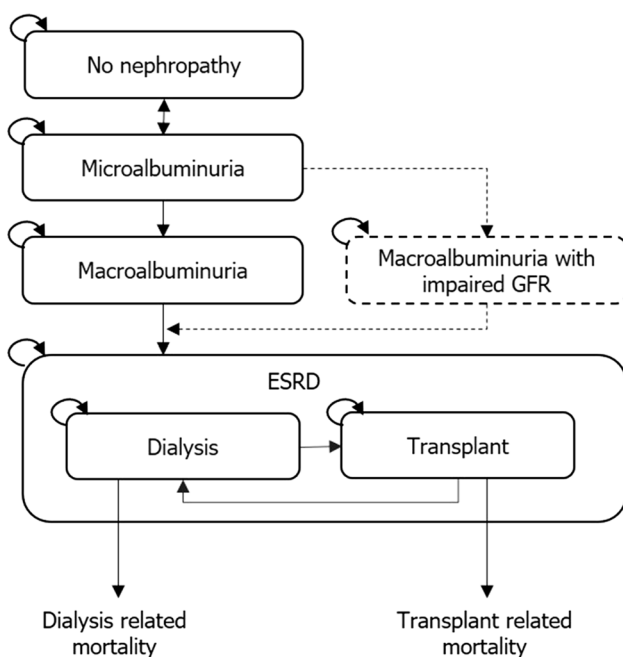 No nephropathy
Microalbuminuria
Macroalbuminuria
Macroalbuminuria with
impaired GFR
ESRD
Dialysis
Transplant
Dialysis related
mortality
Transplant related
mortality